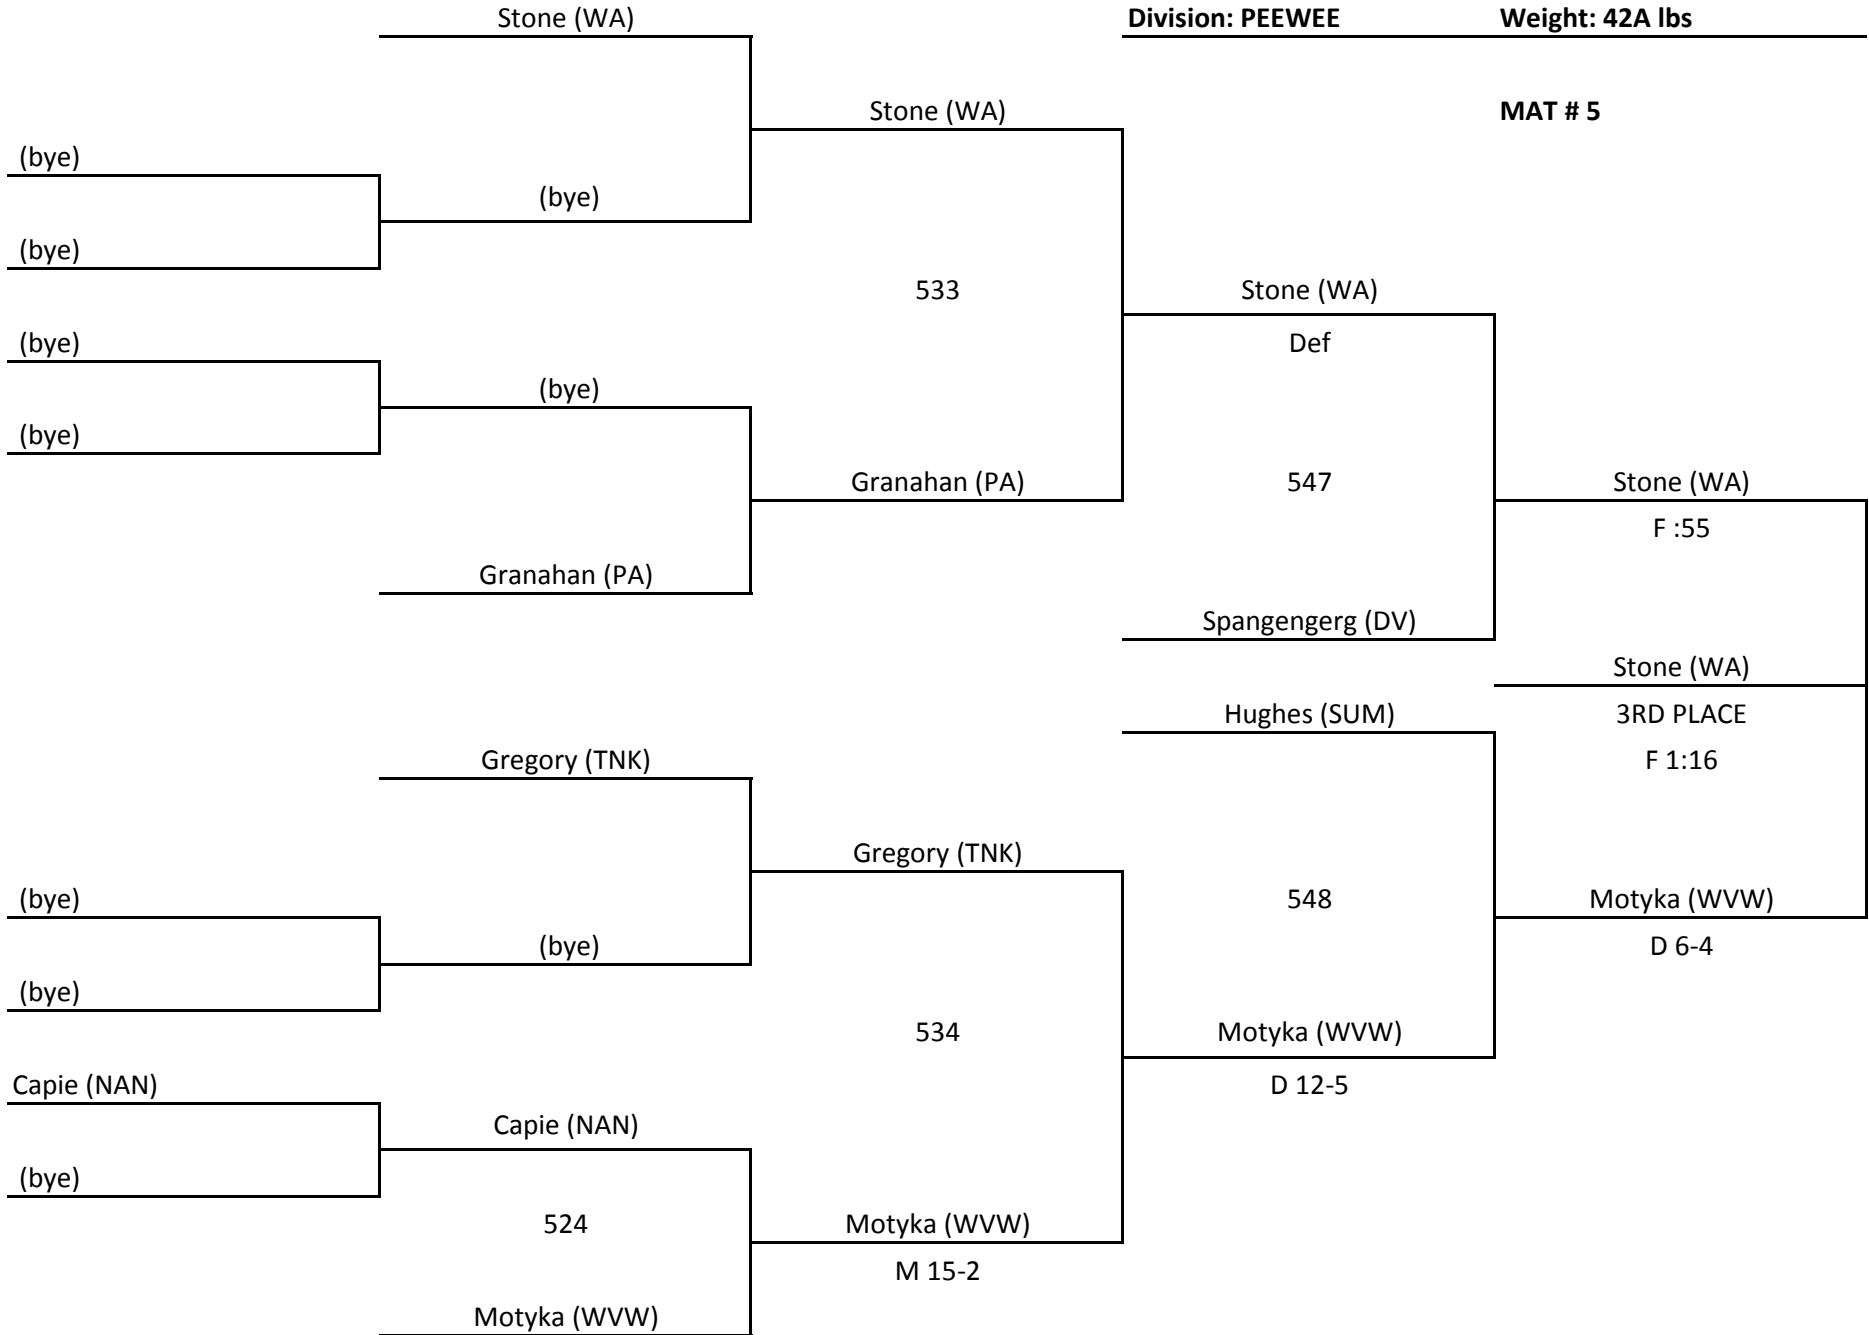 Stone (WA)
Division: PEEWEE Weight: 42A lbs
Stone (WA)
MAT # 5
(bye)
(bye)
(bye)
533
Stone (WA)
(bye)
Def
(bye)
(bye)
Granahan (PA)
547
Stone (WA)
F :55
Granahan (PA)
Spangengerg (DV)
Stone (WA)
Hughes (SUM)
3RD PLACE
Gregory (TNK)
F 1:16
Gregory (TNK)
(bye)
548
Motyka (WVW)
(bye)
D 6-4
(bye)
534
Motyka (WVW)
Capie (NAN)
D 12-5
Capie (NAN)
(bye)
524
Motyka (WVW)
M 15-2
Motyka (WVW)